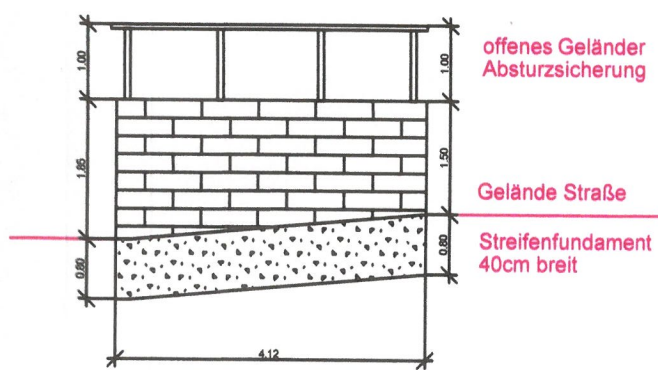 1.00
1.00
offenes Geländer
Absturzsicherung
1.85
1.50
Gelände Straße
0.80
0.80
Streifenfundament
40cm breit
4.12